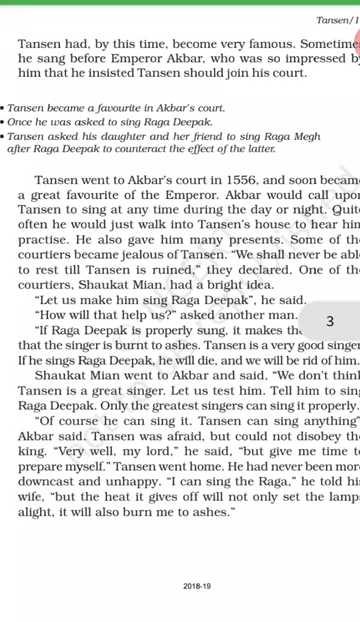 Tansen/1
Tansen had, by this time, become very famous. Sometime
he sang before Emperor Akbar, who was so impressed b
him that he insisted Tansen should join his court.
• Tansen became a favourite in Akbar's court.
• Once he was asked to sing Raga Deepak.
• Tansen asked his daughter and her friend to sing Raga Megh
after Raga Deepak to counteract the effect of the latter.
Tansen went to Akbar's court in 1556, and soon becam
a great favourite of the Emperor. Akbar would call upo
Tansen to sing at any time during the day or night. Quit
often he would just walk into Tansen's house to hear him
practise. He also gave him many presents. Some of th
courtiers became jealous of Tansen. “We shall never be abl
to rest till Tansen is ruined,” they declared. One of th
courtiers, Shaukat Mian, had a bright idea.
“Let us make him sing Raga Deepak”, he said.
“How will that help us?” asked another man.
3
“If Raga Deepak is properly sung, it makes the
that the singer is burnt to ashes. Tansen is a very good singer
If he sings Raga Deepak, he will die, and we will be rid of him.
Shaukat Mian went to Akbar and said, “We don't thin
Tansen is a great singer. Let us test him. Tell him to sin
Raga Deepak. Only the greatest singers can sing it properly.
“Of course he can sing it. Tansen can sing anything”
Akbar said. Tansen was afraid, but could not disobey th
king. “Very well, my lord,” he said, “but give me time t
prepare myself.” Tansen went home. He had never been mor
downcast and unhappy. “I can sing the Raga,” he told hi
wife, “but the heat it gives off will not only set the lamp
alight, it will also burn me to ashes.”
2018-19